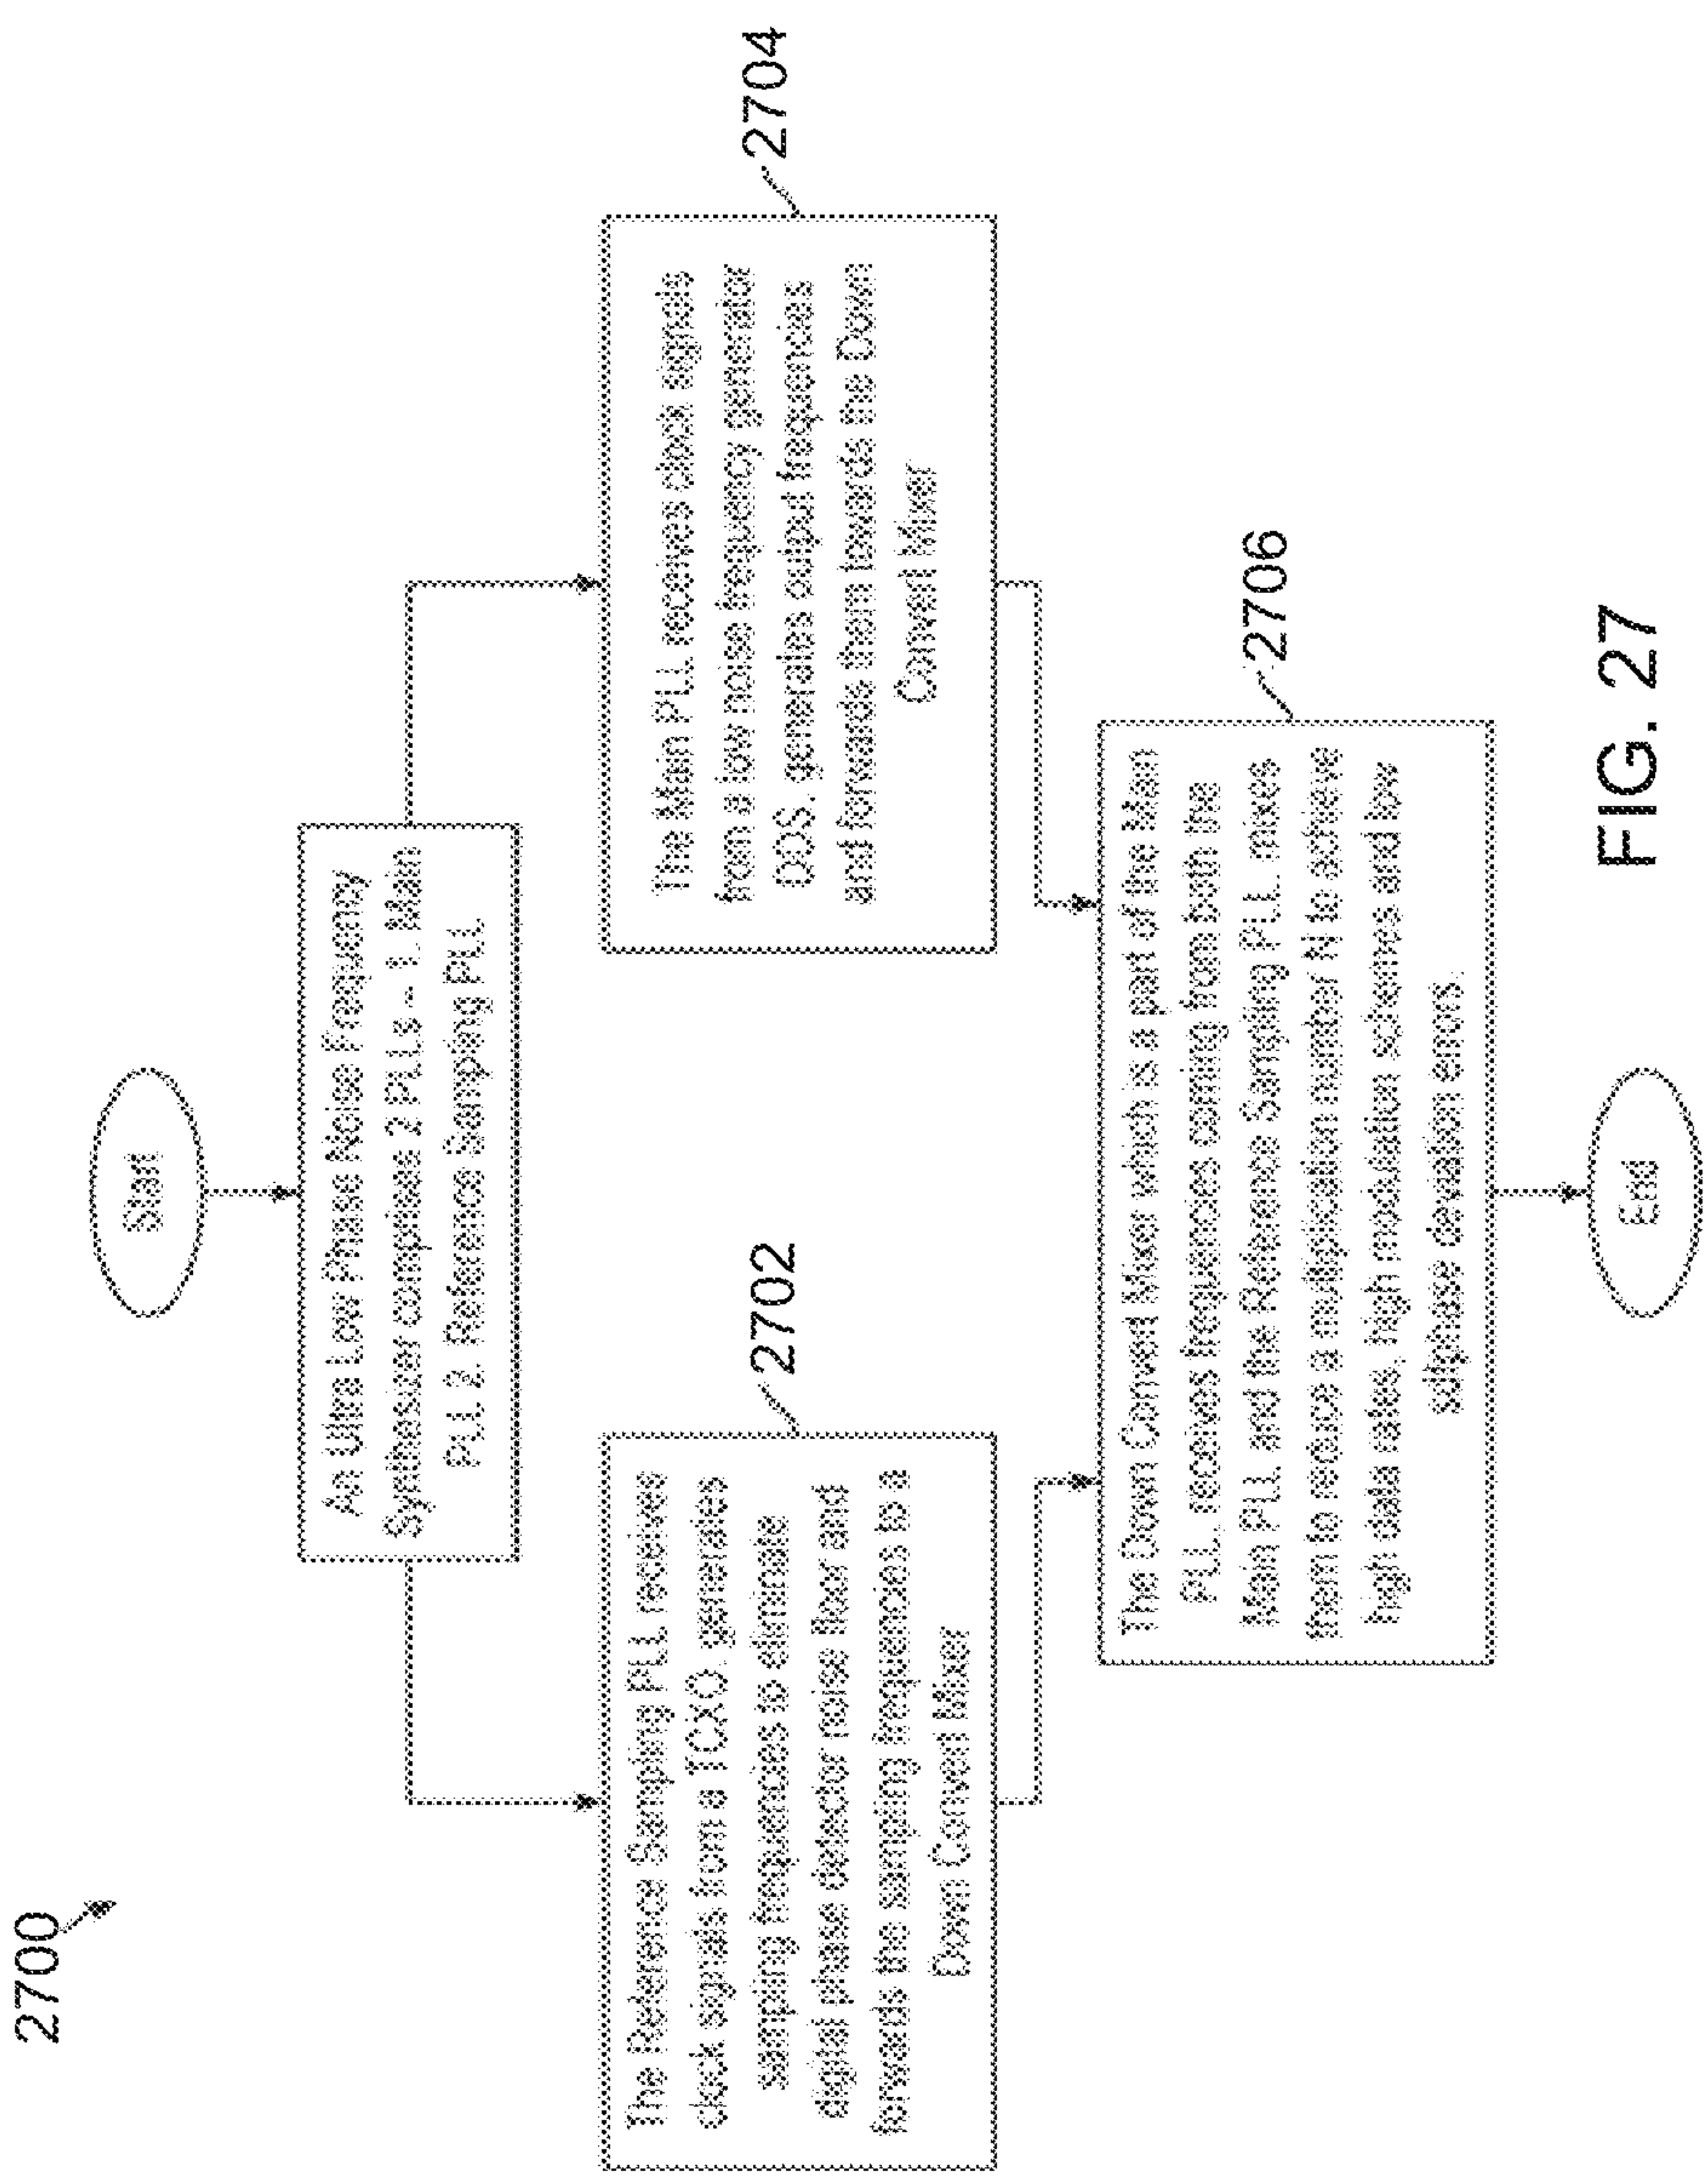 2700
Start
An Ultra Low Phase Noise Frequency
Synthesizer comprises 2 PLLs – 1. Main
PLL 2. Reference Sampling PLL
2702
The Reference Sampling PLL receives
clock signals from a TCXO, generates
sampling frequencies to eliminate
digital phase detector noise floor and
forwards the sampling frequencies to a
Down Convert Mixer
2704
The Main PLL receives clock signals
from a low noise frequency generator
DDS, generates output frequencies
and forwards them towards the Down
Convert Mixer
2706
The Down Convert Mixer which is a part of the Main
PLL, receives frequences coming from both the
Main PLL and the Reference Sampling PLL, mixes
them to reduce a multiplication number N to achieve
high data rates, high modulation schemes and low
phase deviation errors.
End
FIG. 27